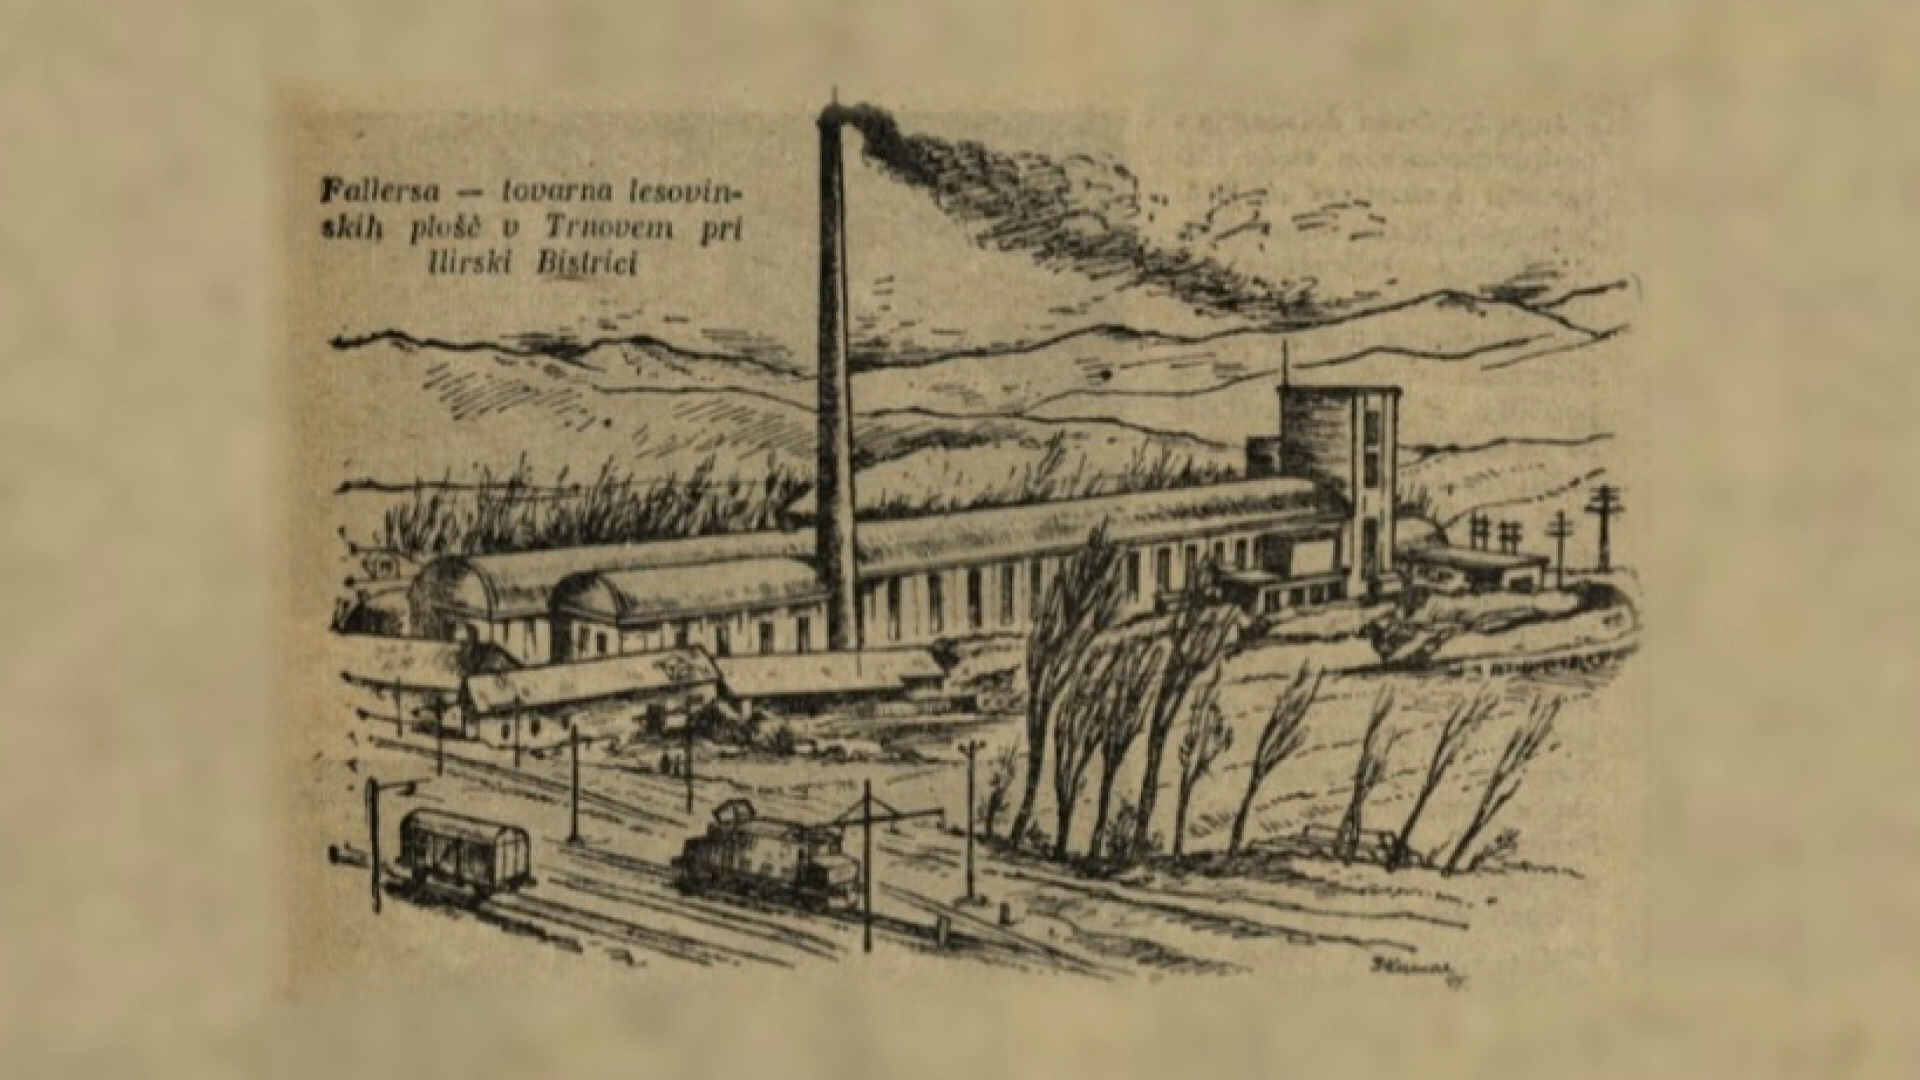 Fallersa — tovarna lesovin-
skih plošč v Trnovem pri
Ilirski Bistrici